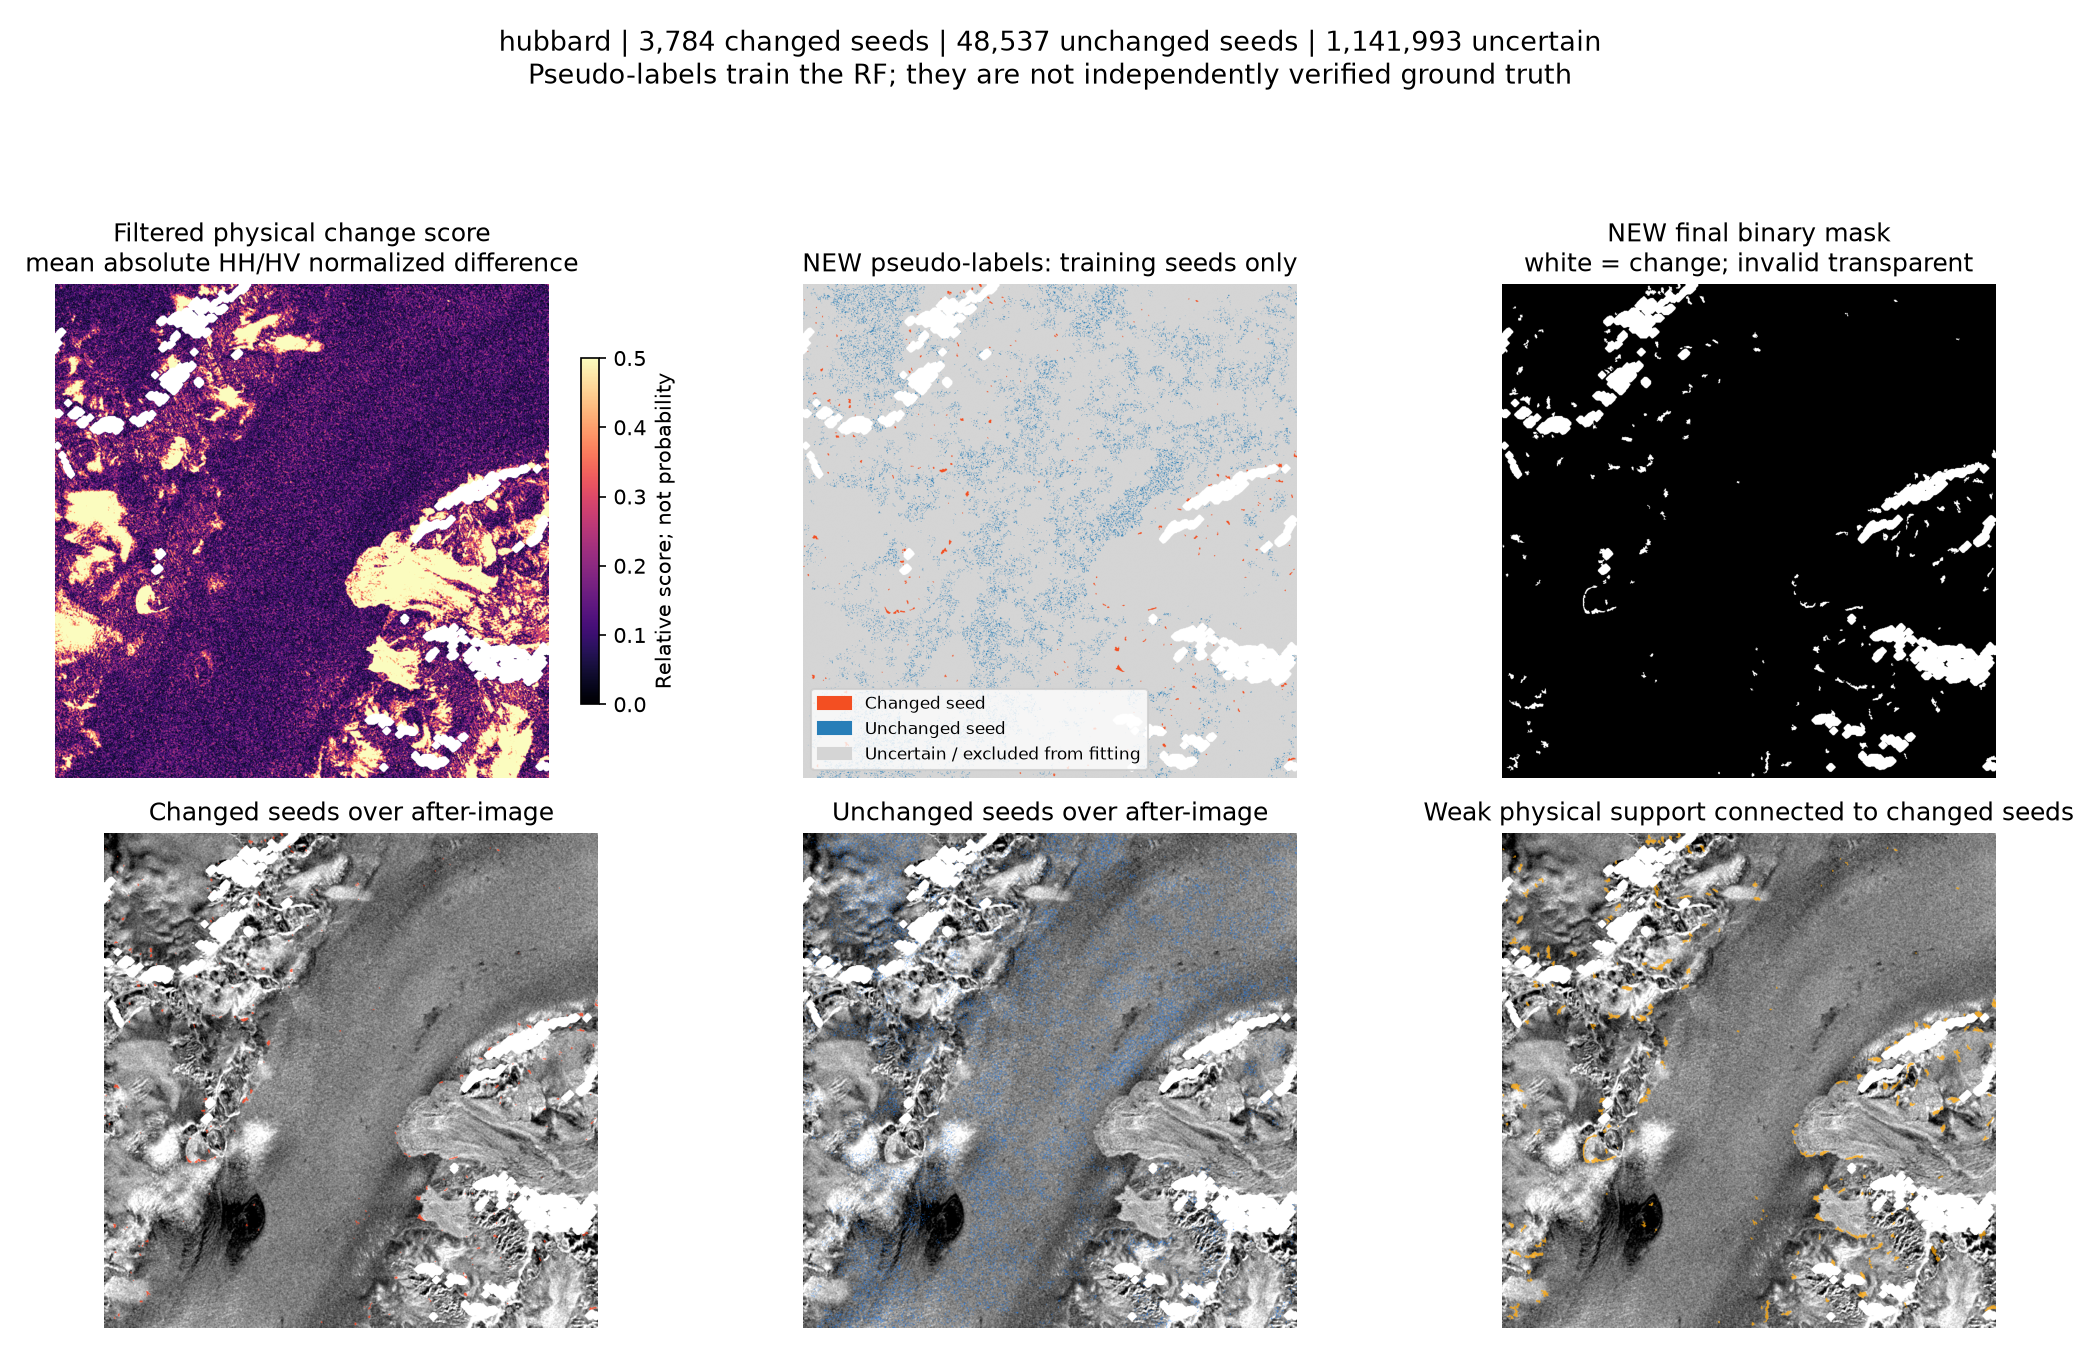 hubbard | 3,784 changed seeds | 48,537 unchanged seeds | 1,141,993 uncertain
Pseudo-labels train the RF; they are not independently verified ground truth
Filtered physical change score
mean absolute HH/HV normalized difference
0.5
0.4
0.3
0.2
0.1
0.0
Relative score; not probability
NEW pseudo-labels: training seeds only
Changed seed
Unchanged seed
Uncertain / excluded from fitting
NEW final binary mask
white = change; invalid transparent
Changed seeds over after-image
Unchanged seeds over after-image
Weak physical support connected to changed seeds